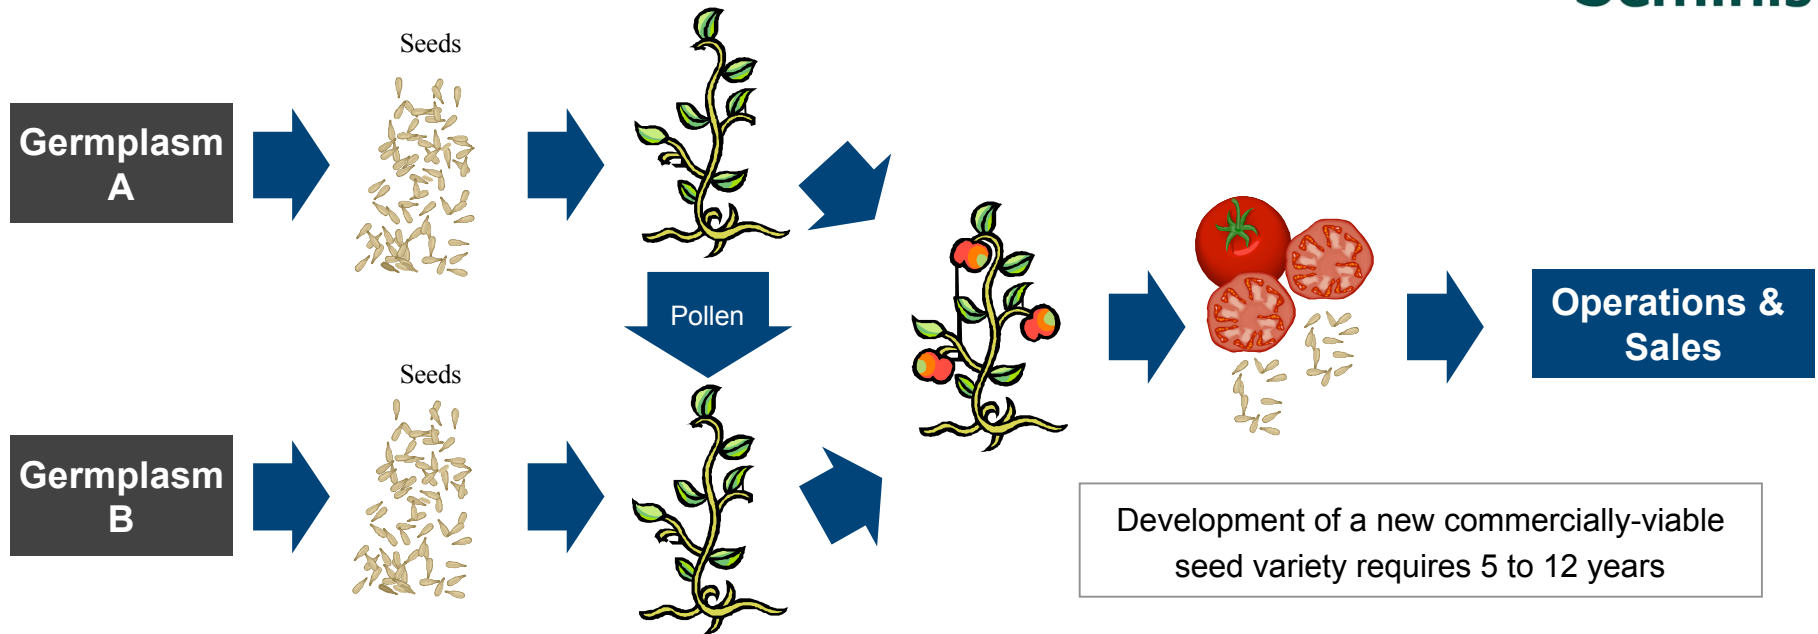 Seeds
Germplasm
A
Pollen
Seeds
Germplasm
B
Operations &
Sales
Development of a new commercially-viable
seed variety requires 5 to 12 years